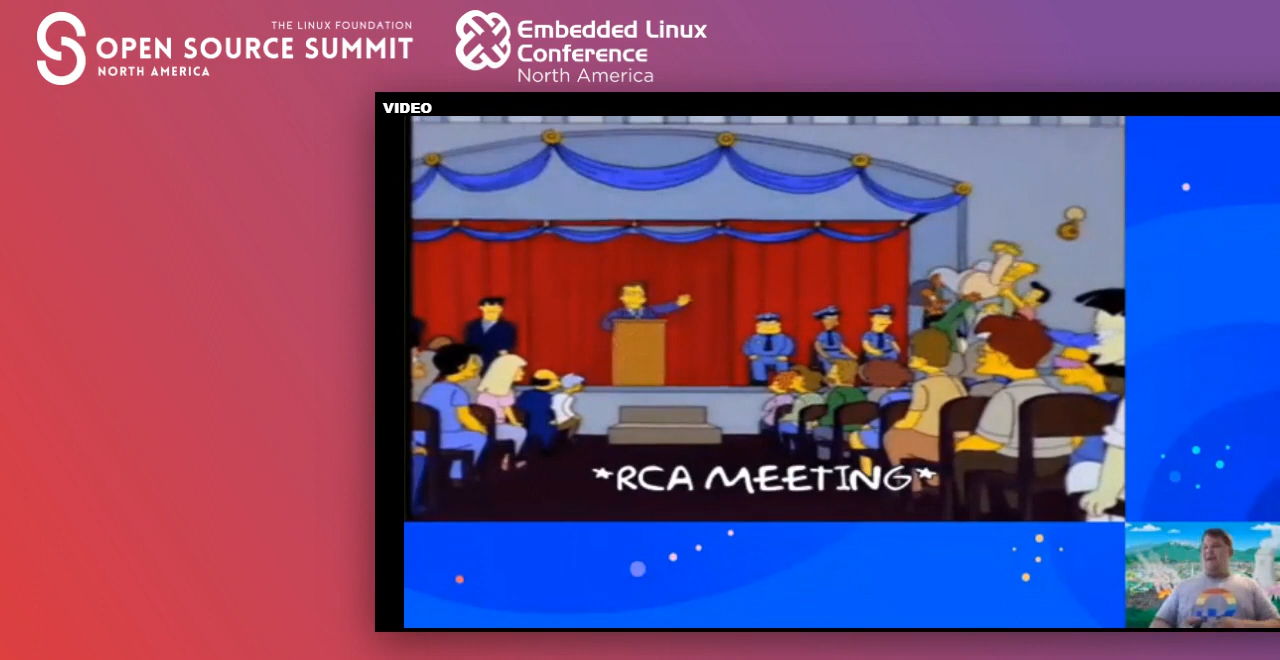 THE LINUX FOUNDATION
OPEN SOURCE SUMMIT
NORTH AMERICA
Embedded Linux
Conference
North America
VIDEO
*RCA MEETING*